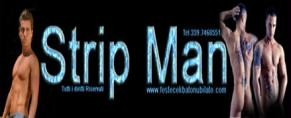 Tel.339.7468551
Strip Man
Tutti i diritti Riservati
www.festecelibatonubilato.com